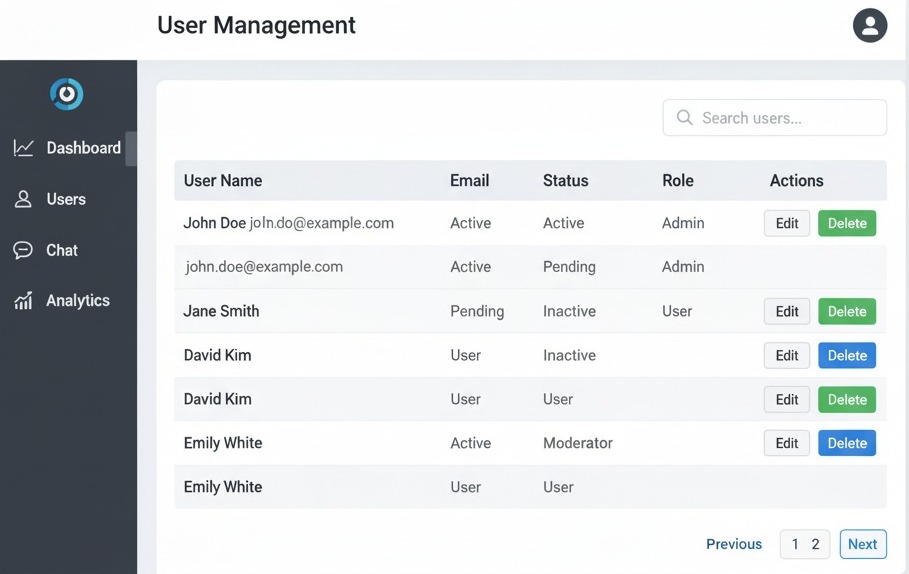 User Management
Dashboard
Users
Chat
Analytics
Search users...
User Name Email Status Role Actions
John Doe joln.do@example.com Active Active Admin Edit Delete
john.doe@example.com Active Pending Admin
Jane Smith Pending Inactive User Edit Delete
David Kim User Inactive Edit Delete
David Kim User User Edit Delete
Emily White Active Moderator Edit Delete
Emily White User User
Previous 1 2 Next